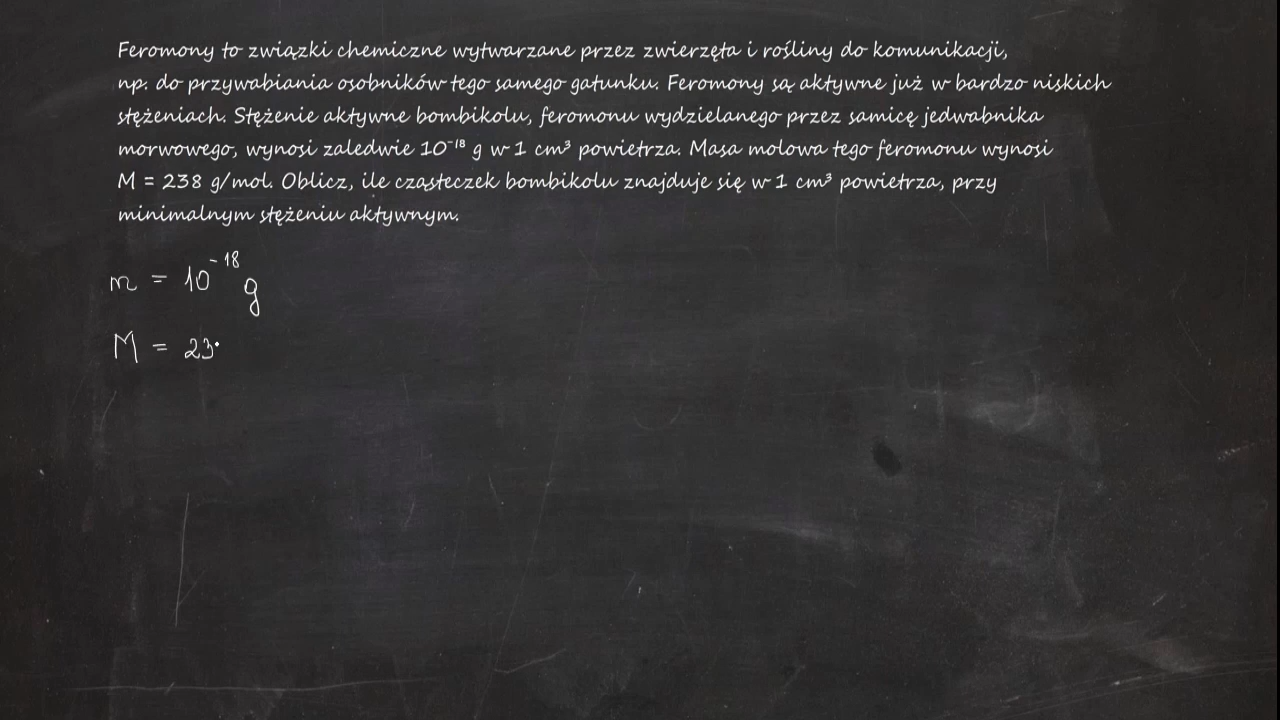 Feromony to związki chemiczne wytwarzane przez zwierzęta i rośliny do komunikacji,
np. do przywabiania osobników tego samego gatunku. Feromony są aktywne już w bardzo niskich
stężeniach. Stężenie aktywne bombikolu, feromonu wydzielanego przez samicę jedwabnika
morwowego, wynosi zaledwie 10⁻¹⁸ g w 1 cm³ powietrza. Masa molowa tego feromonu wynosi
M = 238 g/mol. Oblicz, ile cząsteczek bombikolu znajduje się w 1 cm³ powietrza, przy
minimalnym stężeniu aktywnym.
m = 10⁻¹⁸ g
M = 23